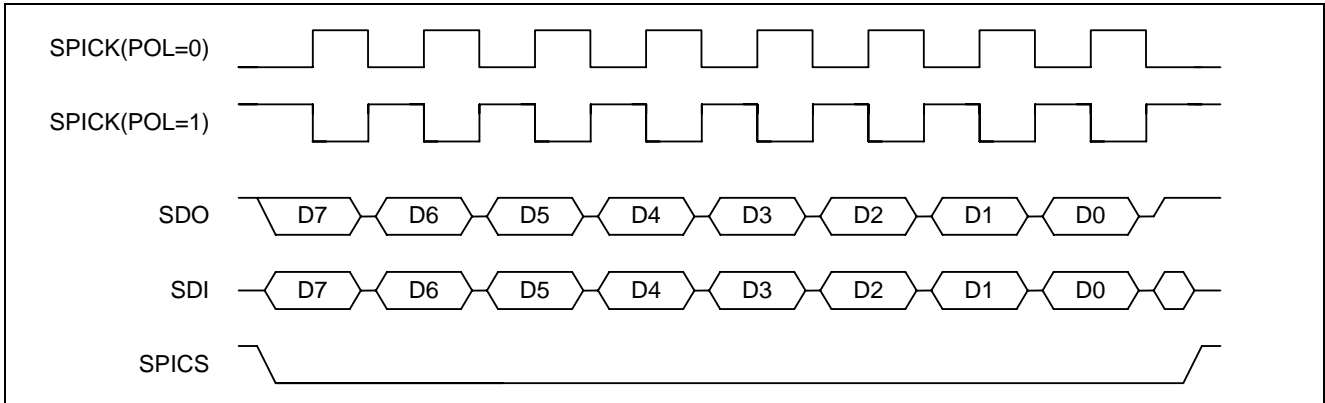 SPICK(POL=0)
SPICK(POL=1)
SDO D7 D6 D5 D4 D3 D2 D1 D0
SDI D7 D6 D5 D4 D3 D2 D1 D0
SPICS